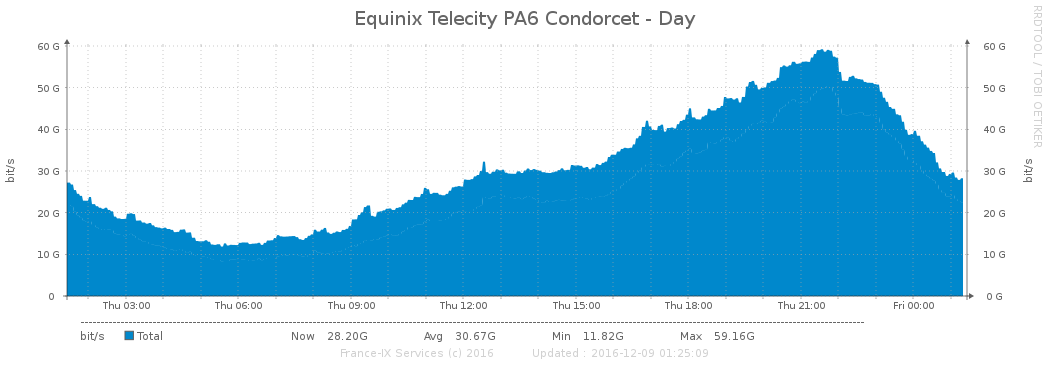 Equinix Telecity PA6 Condorcet - Day
RRDTOOL / TOBI OETIKER
60 G 60 G
50 G 50 G
40 G 40 G
30 G 30 G
20 G 20 G
10 G 10 G
0 0 G
bit/s bit/s
Thu 03:00 Thu 06:00 Thu 09:00 Thu 12:00 Thu 15:00 Thu 18:00 Thu 21:00 Fri 00:00
bit/s Total Now 28.20G Avg 30.67G Min 11.82G Max 59.16G
France-IX Services (c) 2016 Updated : 2016-12-09 01:25:09